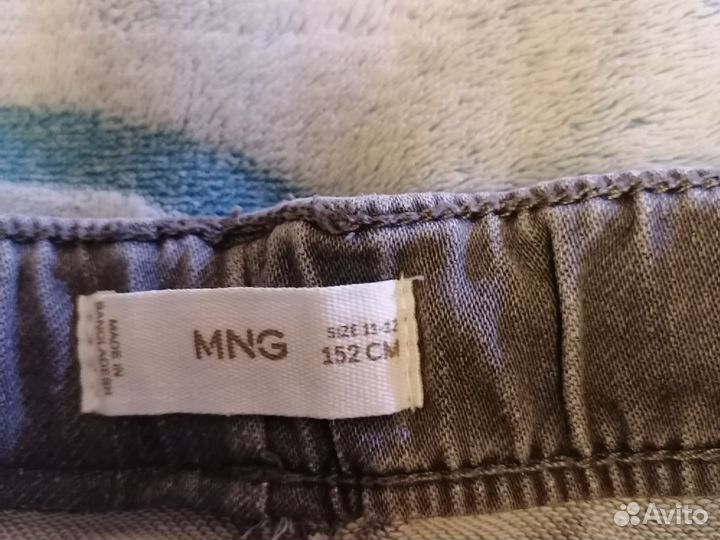 MADE IN
BANGLADESH
MNG
SIZE 11-12
152 CM
Avito